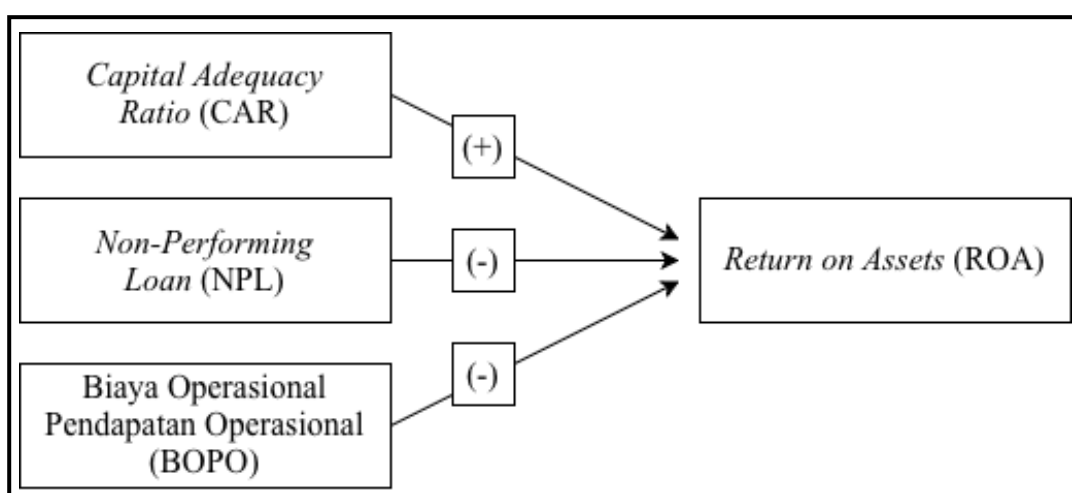 Capital Adequacy
Ratio (CAR)
(+)
Non-Performing
Loan (NPL)
(-)
Return on Assets (ROA)
Biaya Operasional
Pendapatan Operasional
(BOPO)
(-)